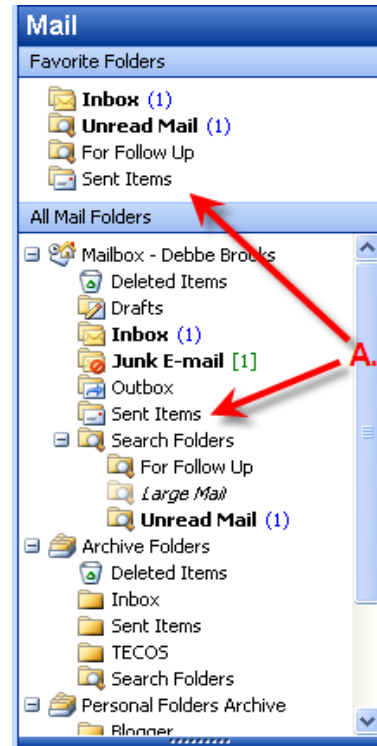 Mail
Favorite Folders
Inbox (1)
Unread Mail (1)
For Follow Up
Sent Items
All Mail Folders
Mailbox - Debbe Brooks
Deleted Items
Drafts
Inbox (1)
Junk E-mail [1]
A.
Outbox
Sent Items
Search Folders
For Follow Up
Large Mail
Unread Mail (1)
Archive Folders
Deleted Items
Inbox
Sent Items
TECOS
Search Folders
Personal Folders Archive
Blogger